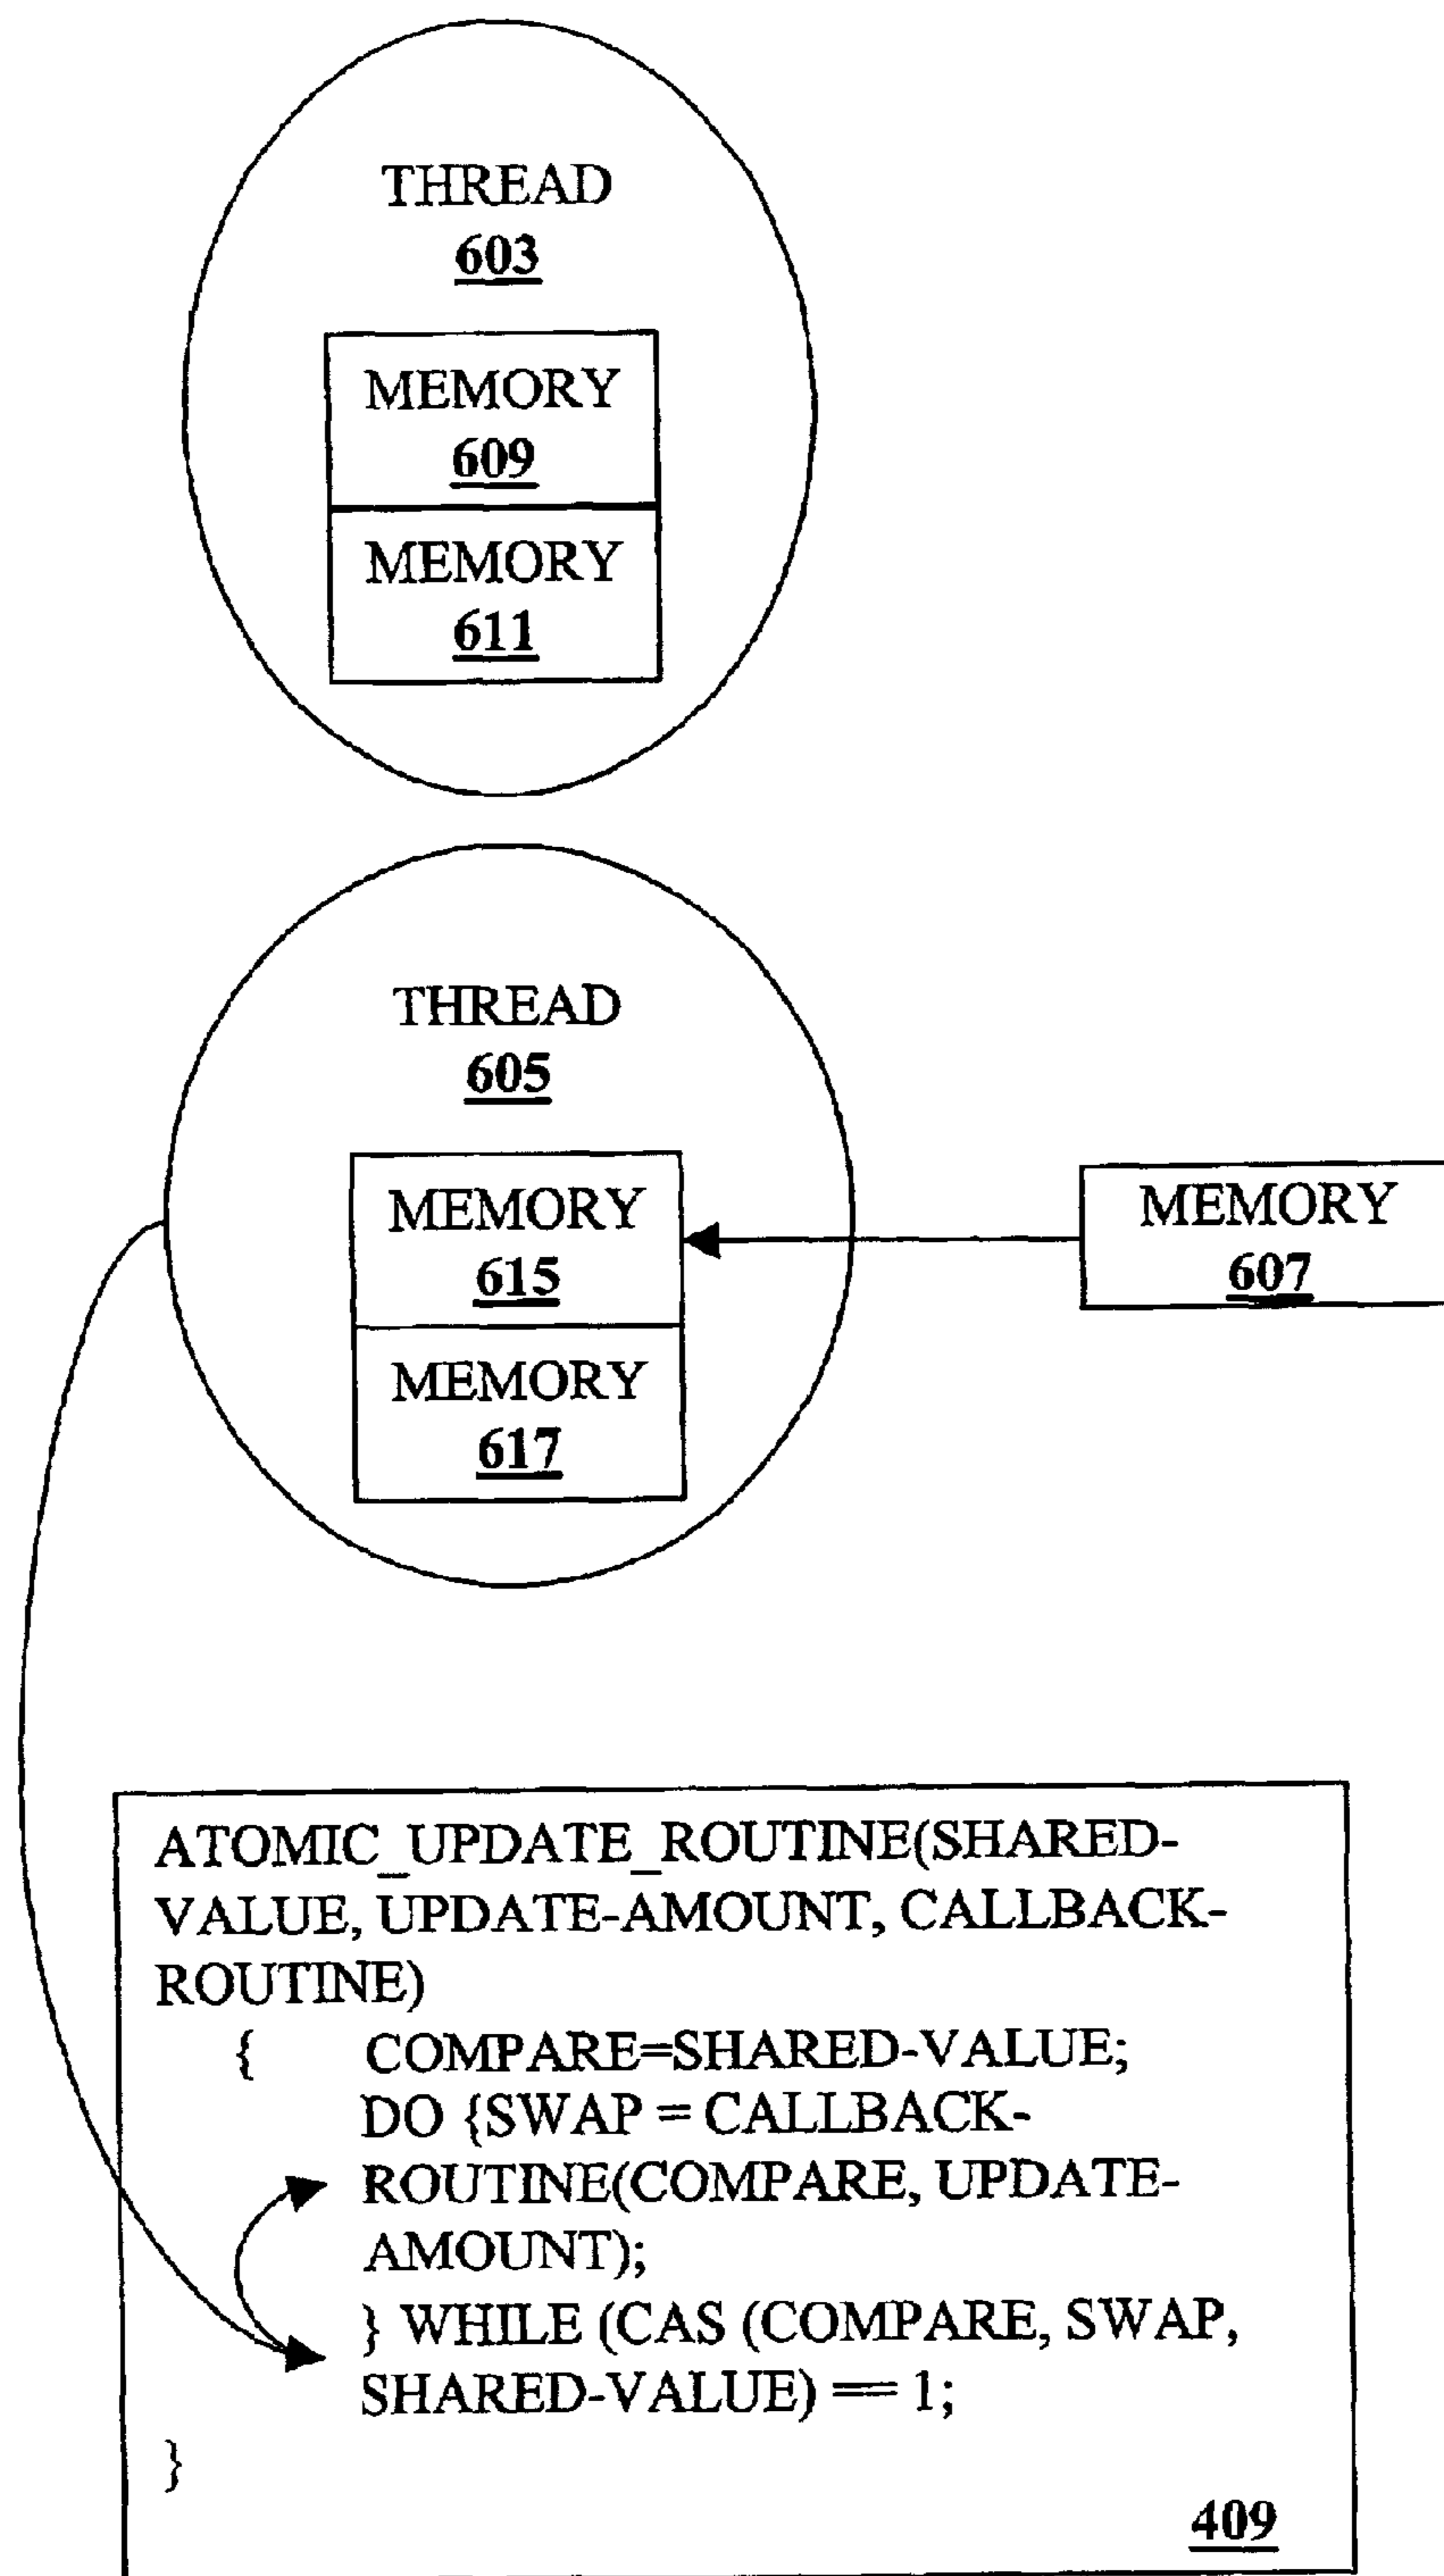 THREAD
603
MEMORY
609
MEMORY
611
THREAD
605
MEMORY
615
MEMORY
607
MEMORY
617
ATOMIC_UPDATE_ROUTINE(SHARED-
VALUE, UPDATE-AMOUNT, CALLBACK-
ROUTINE)
{ COMPARE=SHARED-VALUE;
DO {SWAP = CALLBACK-
ROUTINE(COMPARE, UPDATE-
AMOUNT);
} WHILE (CAS (COMPARE, SWAP,
SHARED-VALUE) == 1;
}
409